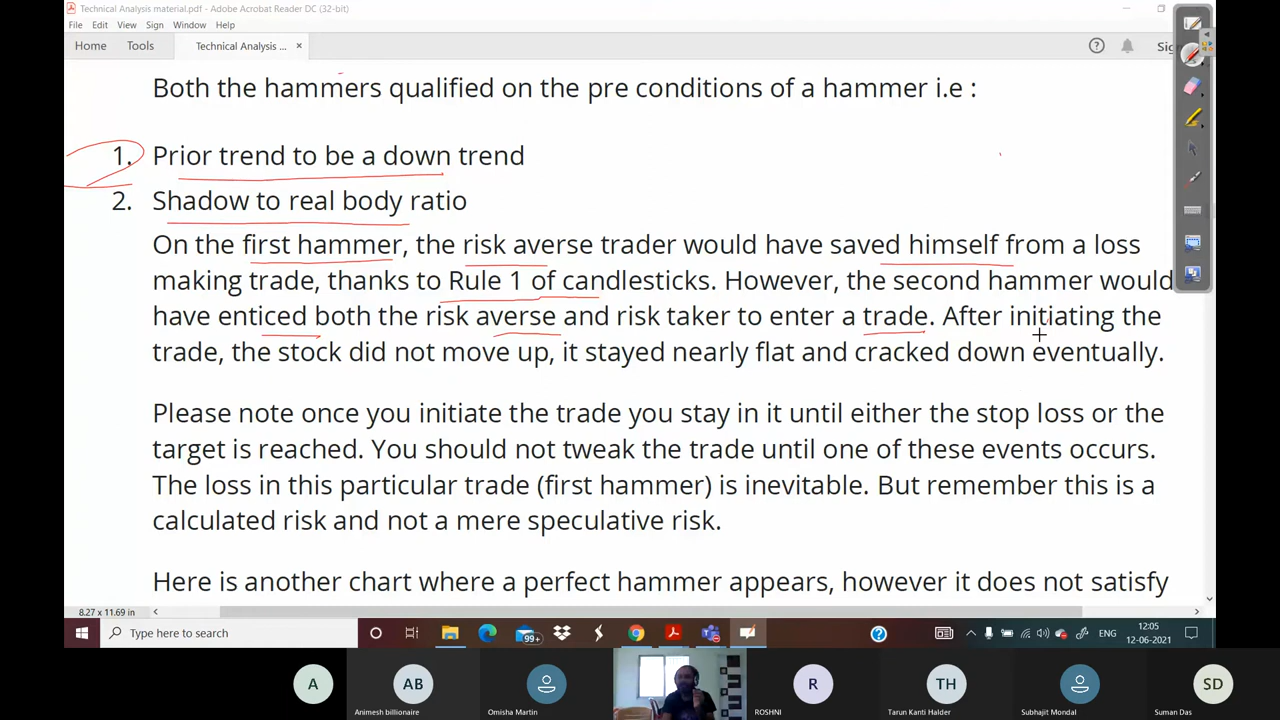 Technical Analysis material.pdf - Adobe Acrobat Reader DC (32-bit)
File Edit View Sign Window Help
Home Tools Technical Analysis ... ×
Both the hammers qualified on the pre conditions of a hammer i.e :
1. Prior trend to be a down trend
2. Shadow to real body ratio
On the first hammer, the risk averse trader would have saved himself from a loss
making trade, thanks to Rule 1 of candlesticks. However, the second hammer would
have enticed both the risk averse and risk taker to enter a trade. After initiating the
trade, the stock did not move up, it stayed nearly flat and cracked down eventually.
Please note once you initiate the trade you stay in it until either the stop loss or the
target is reached. You should not tweak the trade until one of these events occurs.
The loss in this particular trade (first hammer) is inevitable. But remember this is a
calculated risk and not a mere speculative risk.
Here is another chart where a perfect hammer appears, however it does not satisfy
8.27 x 11.69 in
Type here to search
99+
ENG
12:05
12-06-2021
A
AB
R
TH
SD
Animesh billionaire
Omisha Martin
ROSHNI
Tarun Kanti Halder
Subhajit Mondal
Suman Das